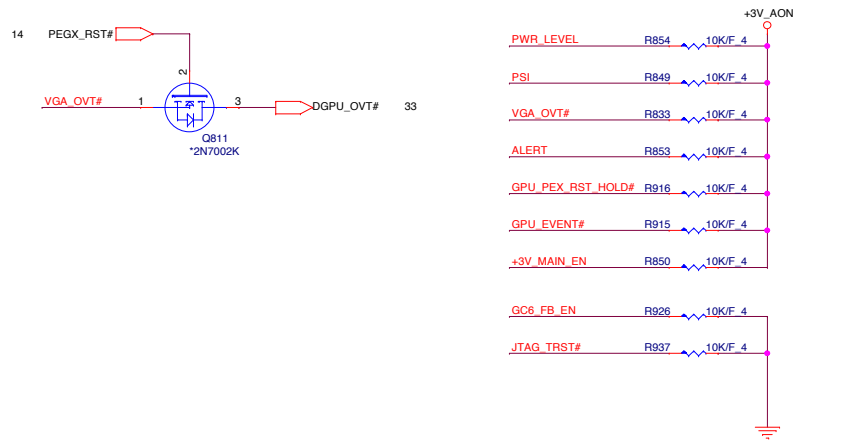 +3V_AON
14 PEGX_RST#
2
VGA_OVT# 1 3 DGPU_OVT# 33
Q811
*2N7002K
PWR_LEVEL R854 10K/F_4
PSI R849 10K/F_4
VGA_OVT# R833 10K/F_4
ALERT R853 10K/F_4
GPU_PEX_RST_HOLD# R916 10K/F_4
GPU_EVENT# R915 10K/F_4
+3V_MAIN_EN R850 10K/F_4
GC6_FB_EN R926 10K/F_4
JTAG_TRST# R937 10K/F_4